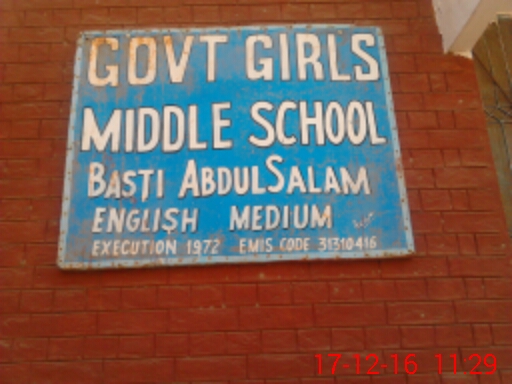 GOVT GIRLS
MIDDLE SCHOOL
BASTI ABDULSALAM
ENGLISH MEDIUM
EXECUTION 1972 EMIS CODE 31310416
17-12-16 11:29